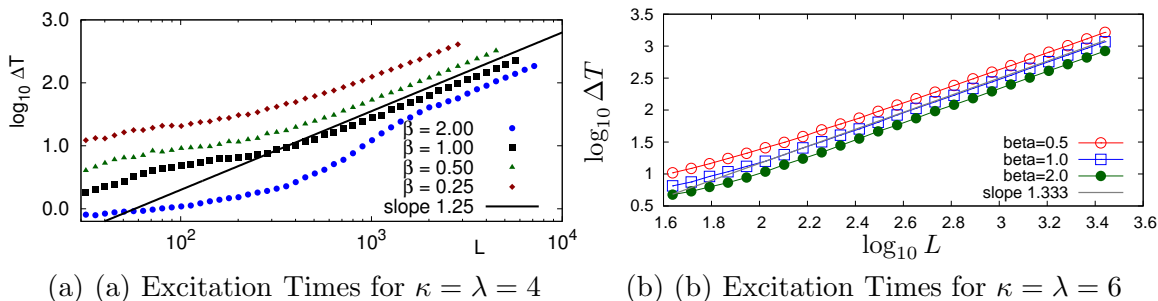 log₁₀ ΔT
3.0
2.0
1.0
0.0
β = 2.00
β = 1.00
β = 0.50
β = 0.25
slope 1.25
10²
10³
L
10⁴
(a) (a) Excitation Times for κ = λ = 4
log₁₀ ΔT
3.5
3
2.5
2
1.5
1
0.5
beta=0.5
beta=1.0
beta=2.0
slope 1.333
1.6 1.8 2 2.2 2.4 2.6 2.8 3 3.2 3.4 3.6
log₁₀ L
(b) (b) Excitation Times for κ = λ = 6